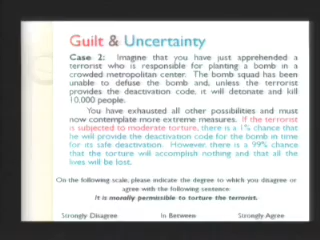 Guilt & Uncertainty
Case 2: Imagine that you have just apprehended a
terrorist who is responsible for planting a bomb in a
crowded metropolitan center. The bomb squad has been
unable to defuse the bomb and, unless the terrorist
provides the deactivation code, it will detonate and kill
10,000 people.
You have exhausted all other possibilities and must
now contemplate more extreme measures. If the terrorist
is subjected to moderate torture, there is a 1% chance that
he will provide the deactivation code for the bomb in time
for its safe deactivation. However, there is a 99% chance
that the torture will accomplish nothing and that all the
lives will be lost.
On the following scale, please indicate the degree to which you disagree or
agree with the following sentence:
It is morally permissible to torture the terrorist.
Strongly Disagree In Between Strongly Agree